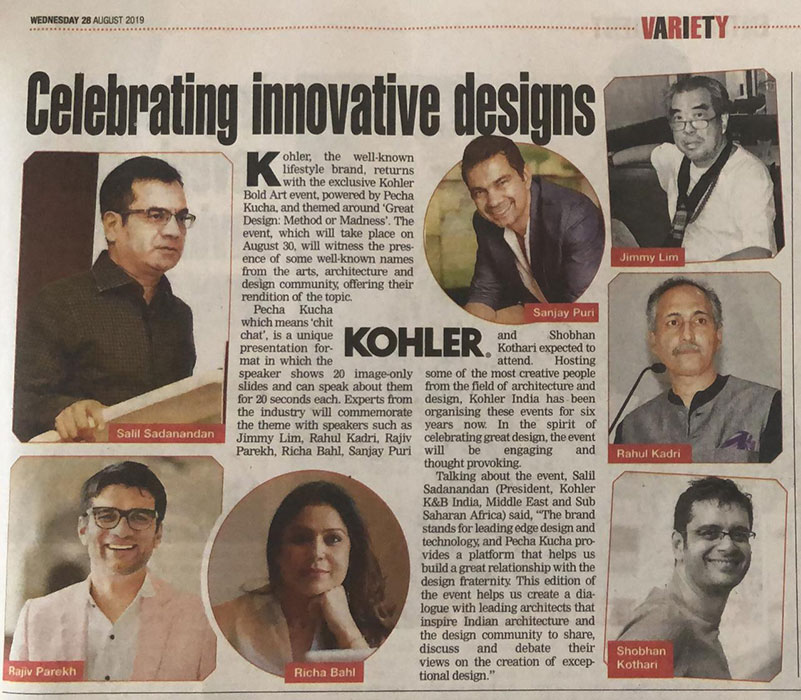 WEDNESDAY 28 AUGUST 2019
VARIETY
Celebrating innovative designs
Kohler, the well-known
lifestyle brand, returns
with the exclusive Kohler
Bold Art event, powered by Pecha
Kucha, and themed around ‘Great
Design: Method or Madness’. The
event, which will take place on
August 30, will witness the pres-
ence of some well-known names
from the arts, architecture and
design community, offering their
rendition of the topic.
Pecha Kucha
which means ‘chit
chat’, is a unique
presentation for-
mat in which the
speaker shows 20 image-only
slides and can speak about them
for 20 seconds each. Experts from
the industry will commemorate
the theme with speakers such as
Jimmy Lim, Rahul Kadri, Rajiv
Parekh, Richa Bahl, Sanjay Puri
KOHLER®
and Shobhan
Kothari expected to
attend. Hosting
some of the most creative people
from the field of architecture and
design, Kohler India has been
organising these events for six
years now. In the spirit of
celebrating great design, the event
will be engaging and
thought provoking.
Talking about the event, Salil
Sadanandan (President, Kohler
K&B India, Middle East and Sub
Saharan Africa) said, “The brand
stands for leading edge design and
technology, and Pecha Kucha pro-
vides a platform that helps us
build a great relationship with the
design fraternity. This edition of
the event helps us create a dia-
logue with leading architects that
inspire Indian architecture and
the design community to share,
discuss and debate their
views on the creation of excep-
tional design.”
Salil Sadanandan
Sanjay Puri
Jimmy Lim
Rahul Kadri
Rajiv Parekh
Richa Bahl
Shobhan
Kothari